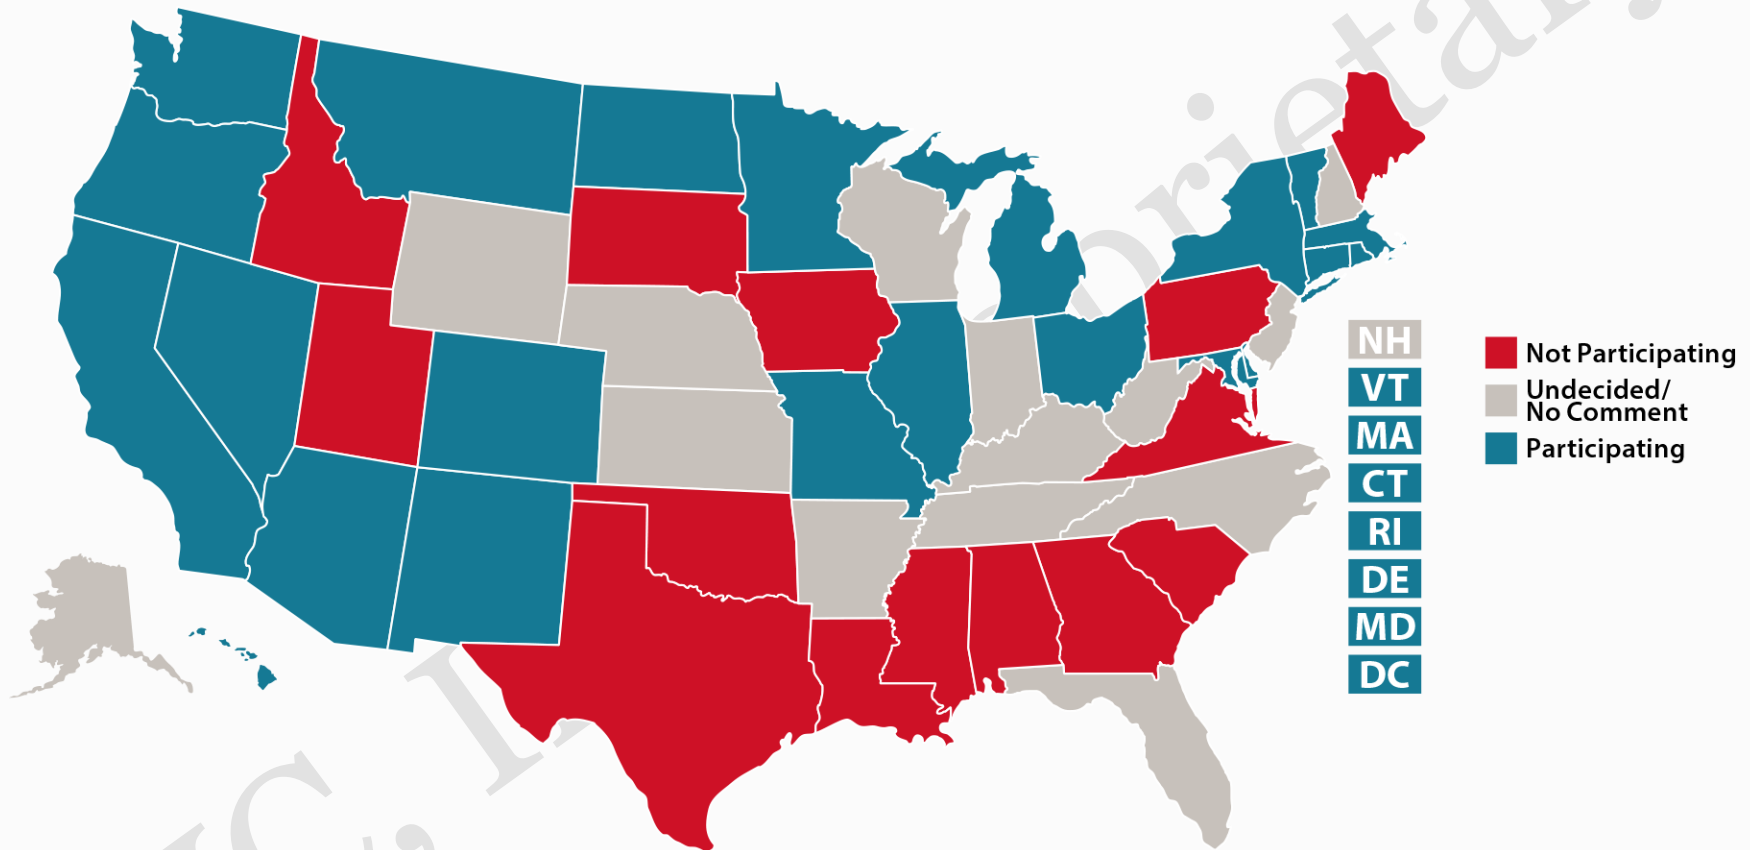 NH
VT
MA
CT
RI
DE
MD
DC
Not Participating
Undecided/
No Comment
Participating